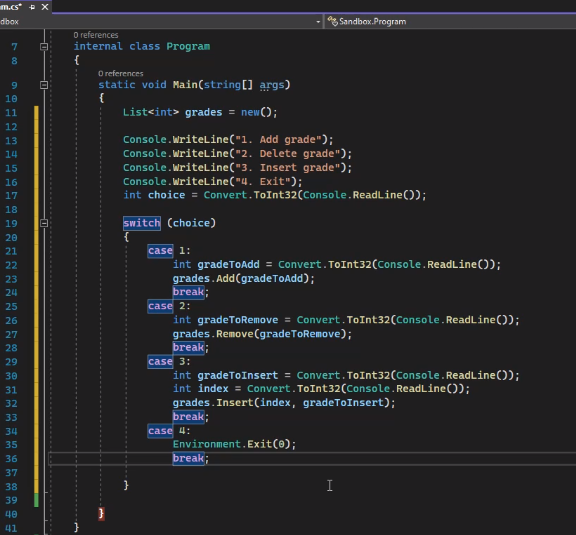 m.cs*
dbox
Sandbox.Program
0 references
7 internal class Program
8 {
0 references
9 static void Main(string[] args)
10 {
11 List<int> grades = new();
12
13 Console.WriteLine("1. Add grade");
14 Console.WriteLine("2. Delete grade");
15 Console.WriteLine("3. Insert grade");
16 Console.WriteLine("4. Exit");
17 int choice = Convert.ToInt32(Console.ReadLine());
18
19 switch (choice)
20 {
21 case 1:
22 int gradeToAdd = Convert.ToInt32(Console.ReadLine());
23 grades.Add(gradeToAdd);
24 break;
25 case 2:
26 int gradeToRemove = Convert.ToInt32(Console.ReadLine());
27 grades.Remove(gradeToRemove);
28 break;
29 case 3:
30 int gradeToInsert = Convert.ToInt32(Console.ReadLine());
31 int index = Convert.ToInt32(Console.ReadLine());
32 grades.Insert(index, gradeToInsert);
33 break;
34 case 4:
35 Environment.Exit(0);
36 break;
37
38 }
39
40 }
41 }